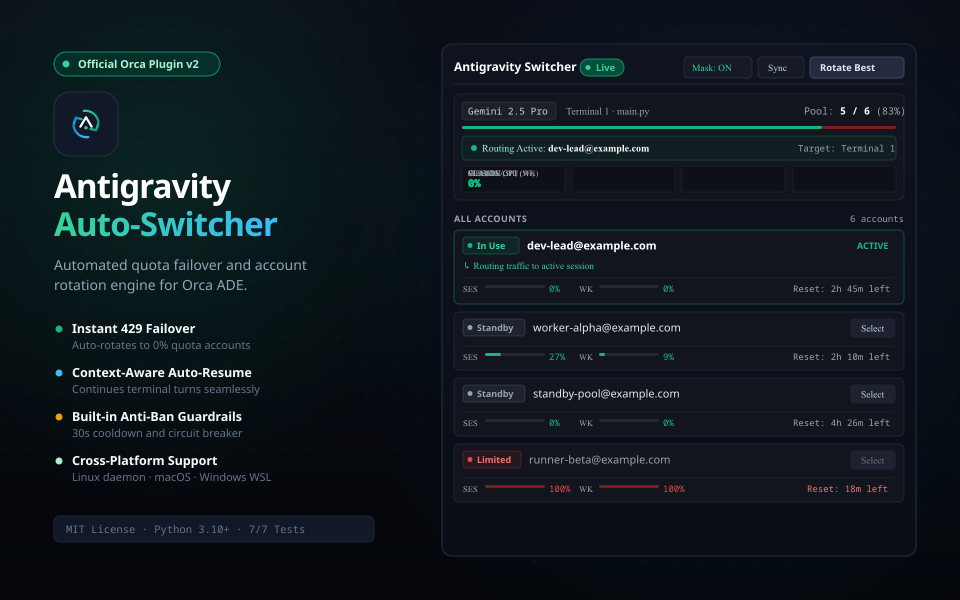 Official Orca Plugin v2
Antigravity
Auto-Switcher
Automated quota failover and account
rotation engine for Orca ADE.
Instant 429 Failover
Auto-rotates to 0% quota accounts
Context-Aware Auto-Resume
Continues terminal turns seamlessly
Built-in Anti-Ban Guardrails
30s cooldown and circuit breaker
Cross-Platform Support
Linux daemon · macOS · Windows WSL
MIT License · Python 3.10+ · 7/7 Tests
Antigravity Switcher Live Mask: ON Sync Rotate Best
Gemini 2.5 Pro Terminal 1 · main.py Pool: 5 / 6 (83%)
Routing Active: dev-lead@example.com Target: Terminal 1
0%
ALL ACCOUNTS 6 accounts
In Use dev-lead@example.com ACTIVE
↳ Routing traffic to active session
SES 0% WK 0% Reset: 2h 45m left
Standby worker-alpha@example.com Select
SES 27% WK 9% Reset: 2h 10m left
Standby standby-pool@example.com Select
SES 0% WK 0% Reset: 4h 26m left
Limited runner-beta@example.com Select
SES 100% WK 100% Reset: 18m left